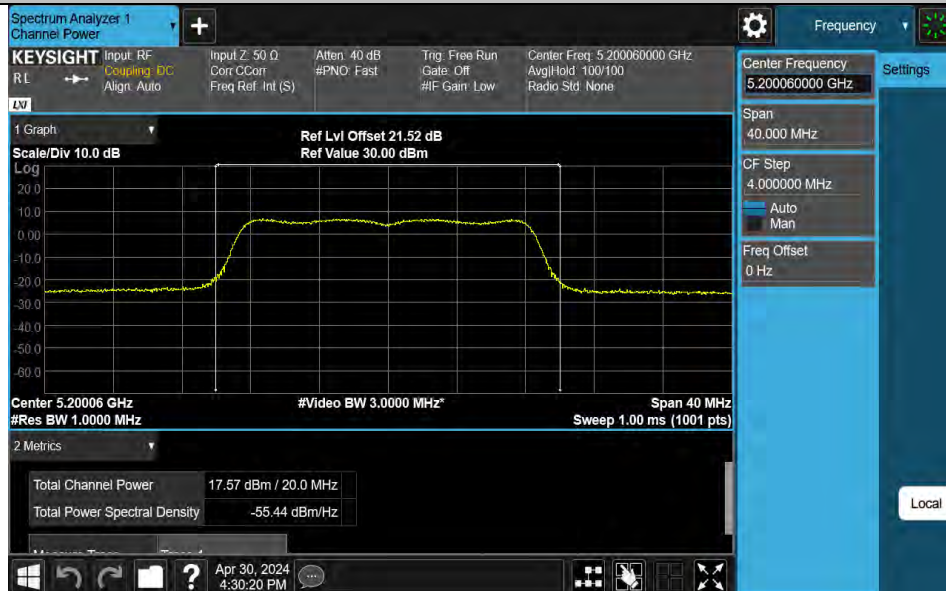 Spectrum Analyzer 1
Channel Power
+
Frequency
KEYSIGHT
Input: RF
Coupling: DC
Align: Auto
RL
LXI
Input Z: 50 Ω
Corr CCorr
Freq Ref: Int (S)
Atten: 40 dB
#PNO: Fast
Trig: Free Run
Gate: Off
#IF Gain: Low
Center Freq: 5.200060000 GHz
Avg|Hold: 100/100
Radio Std: None
Center Frequency
5.200060000 GHz
Settings
Span
40.000 MHz
CF Step
4.000000 MHz
Auto
Man
Freq Offset
0 Hz
1 Graph
Scale/Div 10.0 dB
Ref Lvl Offset 21.52 dB
Ref Value 30.00 dBm
Log
20.0
10.0
0.00
-10.0
-20.0
-30.0
-40.0
-50.0
-60.0
Center 5.20006 GHz
#Video BW 3.0000 MHz*
Span 40 MHz
#Res BW 1.0000 MHz
Sweep 1.00 ms (1001 pts)
2 Metrics
Total Channel Power 17.57 dBm / 20.0 MHz
Total Power Spectral Density -55.44 dBm/Hz
Local
?
Apr 30, 2024
4:30:20 PM